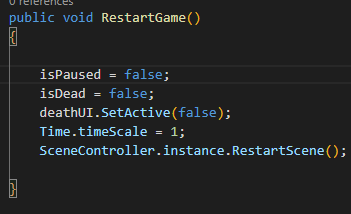 0 references
public void RestartGame()
{
isPaused = false;
isDead = false;
deathUI.SetActive(false);
Time.timeScale = 1;
SceneController.instance.RestartScene();
}